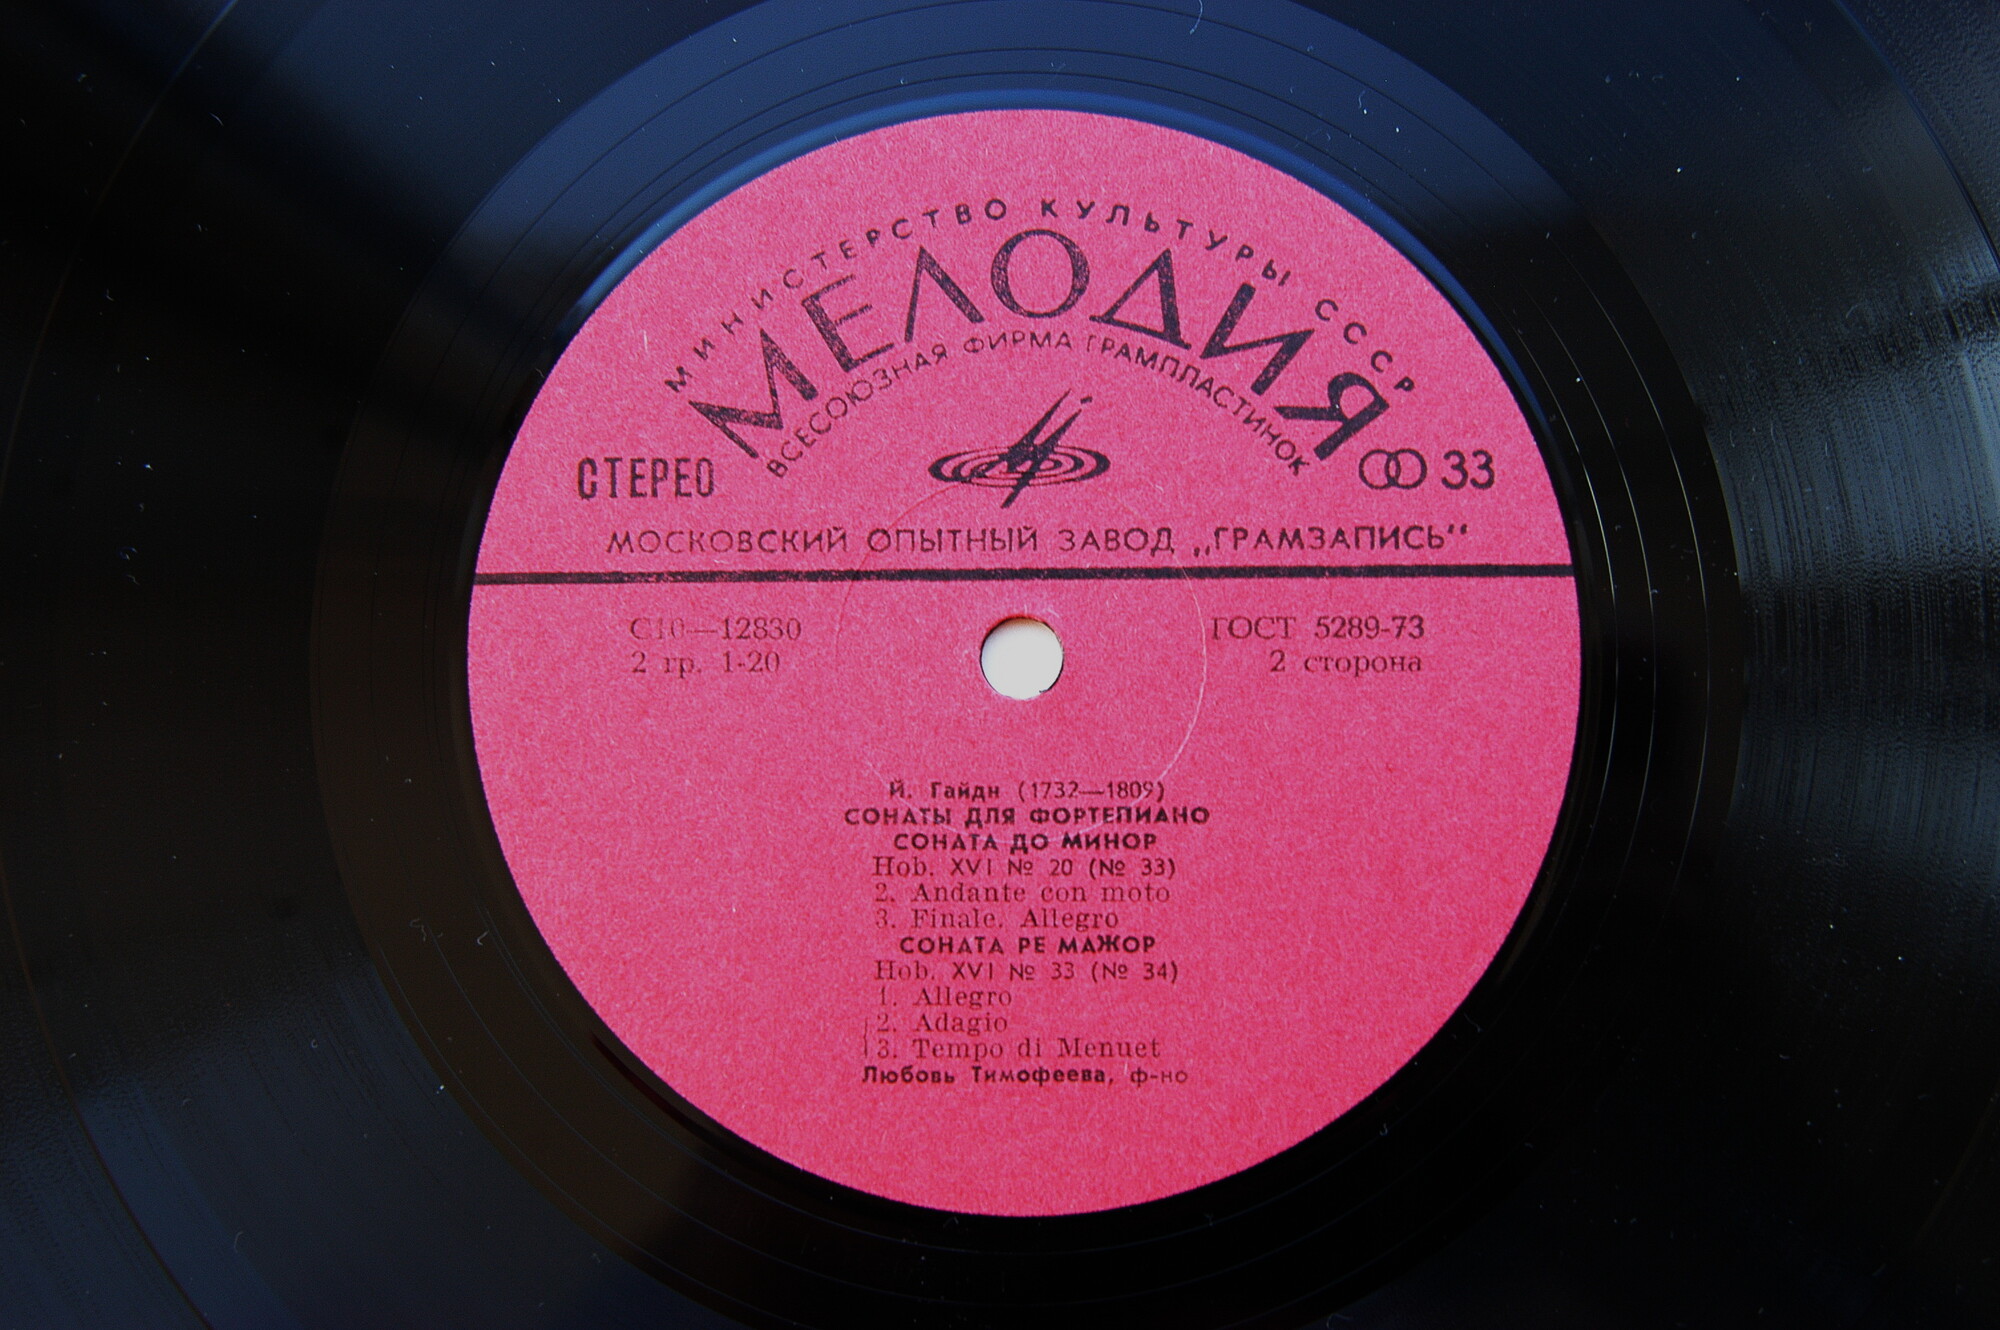 МИНИСТЕРСТВО КУЛЬТУРЫ СССР
МЕЛОДИЯ
ВСЕСОЮЗНАЯ ФИРМА ГРАМПЛАСТИНОК
СТЕРЕО
33
МОСКОВСКИЙ ОПЫТНЫЙ ЗАВОД „ГРАМЗАПИСЬ“
С10—12830
ГОСТ 5289-73
2 гр. 1-20
2 сторона
Й. Гайдн (1732—1809)
СОНАТЫ ДЛЯ ФОРТЕПИАНО
СОНАТА ДО МИНОР
Hob. XVI № 20 (№ 33)
2. Andante con moto
3. Finale. Allegro
СОНАТА РЕ МАЖОР
Hob. XVI № 33 (№ 34)
1. Allegro
2. Adagio
3. Tempo di Menuet
Любовь Тимофеева, ф-но